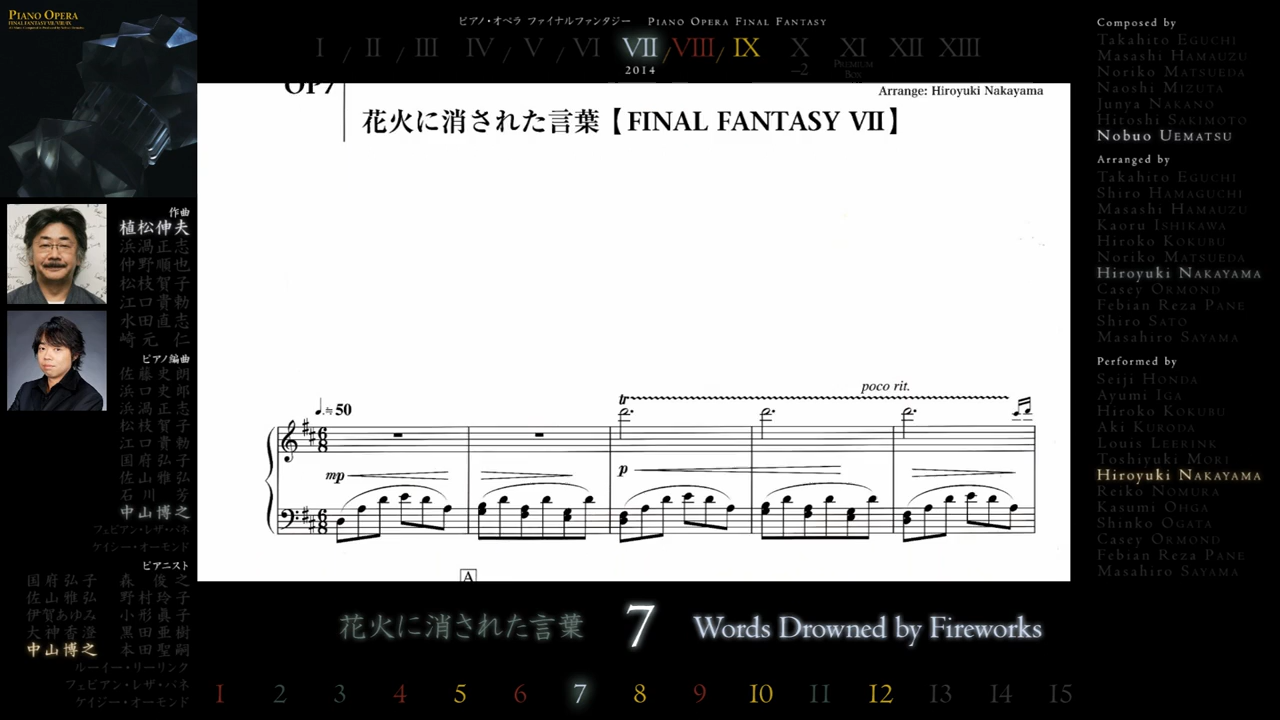 PIANO OPERA
ピアノ・オペラ ファイナルファンタジー PIANO OPERA FINAL FANTASY
I / II / III IV / V / VI VII / VIII / IX X XI XII XIII
–2 PREMIUM BOX
2014
OP7
Arrange: Hiroyuki Nakayama
花火に消された言葉【FINAL FANTASY VII】
♩.≒50
mp
tr
p
poco rit.
6 8
6 8
A
作曲
植松伸夫
浜渦正志
仲野順也
松枝賀子
江口貴勅
水田直志
崎元 仁
ピアノ編曲
佐藤史朗
浜口史郎
浜渦正志
松枝賀子
江口貴勅
国府弘子
佐山雅弘
石川 芳
中山博之
フェビアン・レザ・パネ
ケイシー・オーモンド
ピアニスト
国府弘子 森 俊之
佐山雅弘 野村玲子
伊賀あゆみ 小形眞子
大神香澄 黒田亜樹
中山博之 本田聖嗣
ルーイー・リーリンク
フェビアン・レザ・パネ
ケイジー・オーモンド
Composed by
Takahito EGUCHI
Masashi HAMAUZU
Noriko MATSUEDA
Naoshi MIZUTA
Junya NAKANO
Hitoshi SAKIMOTO
Nobuo UEMATSU
Arranged by
Takahito EGUCHI
Shiro HAMAGUCHI
Masashi HAMAUZU
Kaoru ISHIKAWA
Hiroko KOKUBU
Noriko MATSUEDA
Hiroyuki NAKAYAMA
Casey ORMOND
Febian Reza PANE
Shiro SATO
Masahiro SAYAMA
Performed by
Seiji HONDA
Ayumi IGA
Hiroko KOKUBU
Aki KURODA
Louis LEERINK
Toshiyuki MORI
Hiroyuki NAKAYAMA
Reiko NOMURA
Kasumi OHGA
Shinko OGATA
Casey ORMOND
Febian Reza PANE
Masahiro SAYAMA
花火に消された言葉 7 Words Drowned by Fireworks
1 2 3 4 5 6 7 8 9 10 11 12 13 14 15